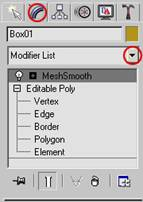 Box01
Modifier List
MeshSmooth
Editable Poly
Vertex
Edge
Border
Polygon
Element